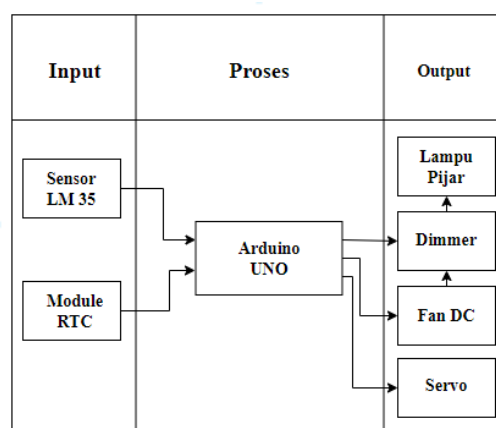 Input
Proses
Output
Sensor
LM 35
Module
RTC
Arduino
UNO
Lampu
Pijar
Dimmer
Fan DC
Servo